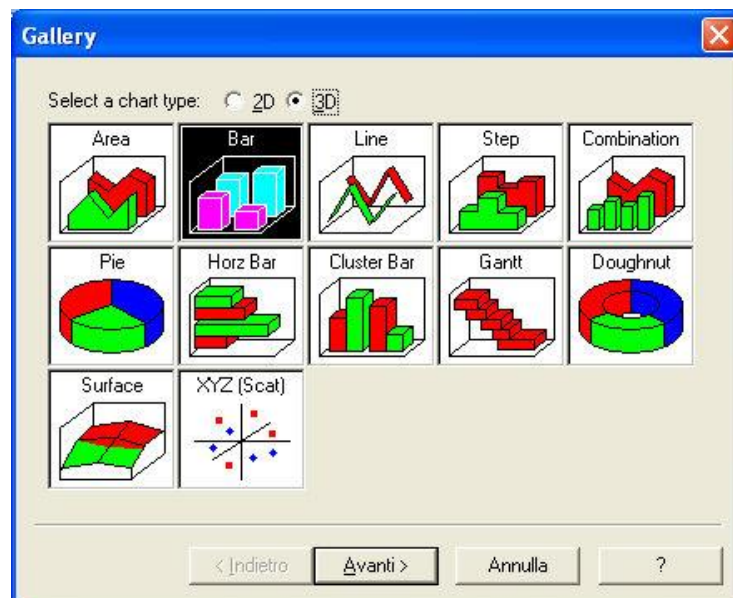 Gallery
Select a chart type: 2D 3D
Area Bar Line Step Combination
Pie Horz Bar Cluster Bar Gantt Doughnut
Surface XYZ (Scat)
< Indietro Avanti > Annulla ?